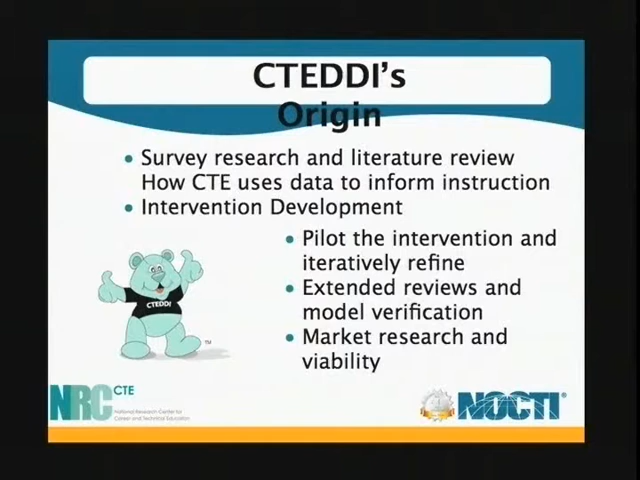 CTEDDI's
Origin
• Survey research and literature review
How CTE uses data to inform instruction
• Intervention Development
• Pilot the intervention and
iteratively refine
• Extended reviews and
model verification
• Market research and
viability
CTEDDI
TM
NRC CTE
National Research Center for
Career and Technical Education
NOCTI®